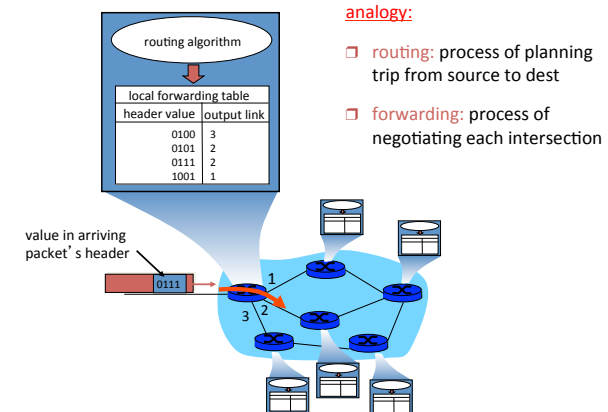 analogy:
❒ routing: process of planning
trip from source to dest
❒ forwarding: process of
negotiating each intersection
routing algorithm
local forwarding table
header value output link
0100 3
0101 2
0111 2
1001 1
value in arriving
packet’s header
0111
1
2
3